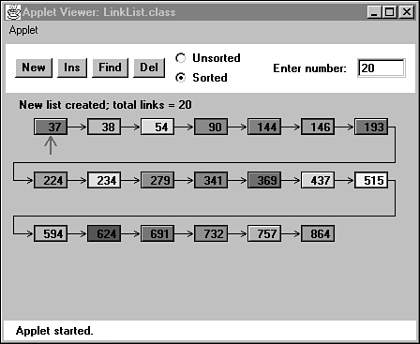 Applet Viewer: LinkList.class
Applet
New Ins Find Del Unsorted Sorted Enter number: 20
New list created; total links = 20
37 38 54 90 144 146 193
224 234 279 341 369 437 515
594 624 691 732 757 864
Applet started.